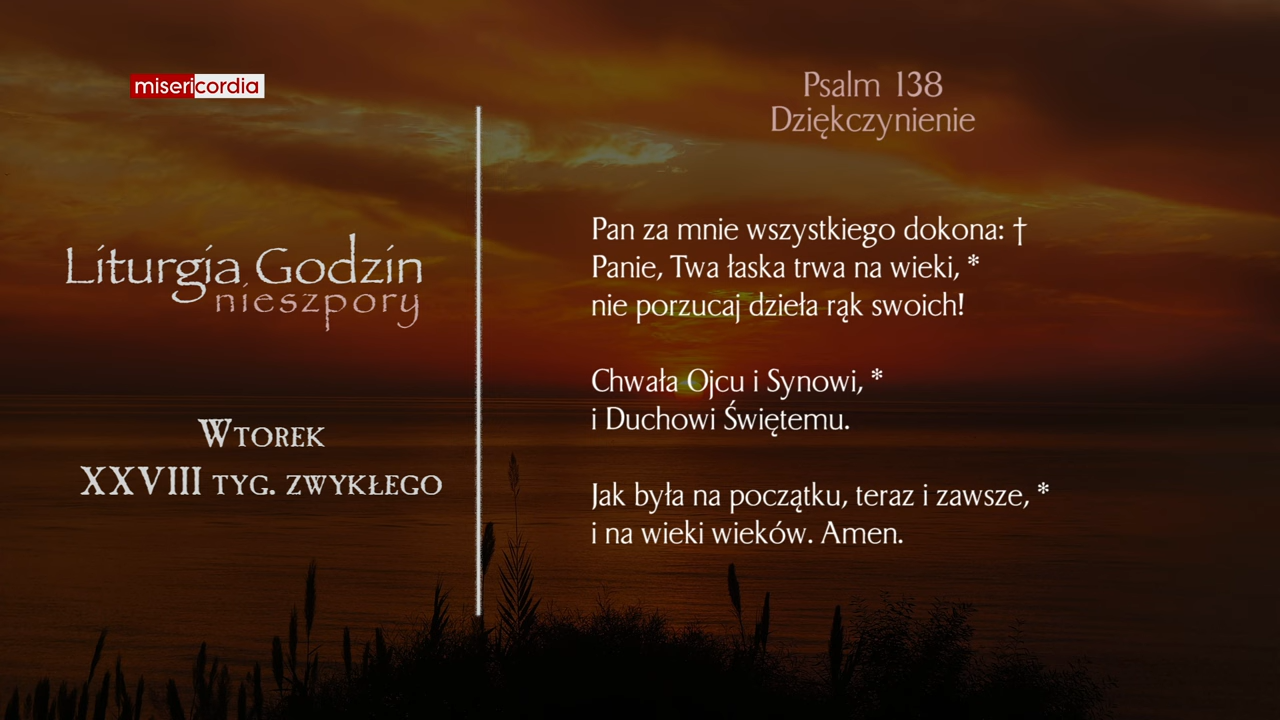 misericordia
Liturgia Godzin
nieszpory
Wtorek
XXVIII tyg. zwykłego
Psalm 138
Dziękczynienie
Pan za mnie wszystkiego dokona: †
Panie, Twa łaska trwa na wieki, *
nie porzucaj dzieła rąk swoich!
Chwała Ojcu i Synowi, *
i Duchowi Świętemu.
Jak była na początku, teraz i zawsze, *
i na wieki wieków. Amen.